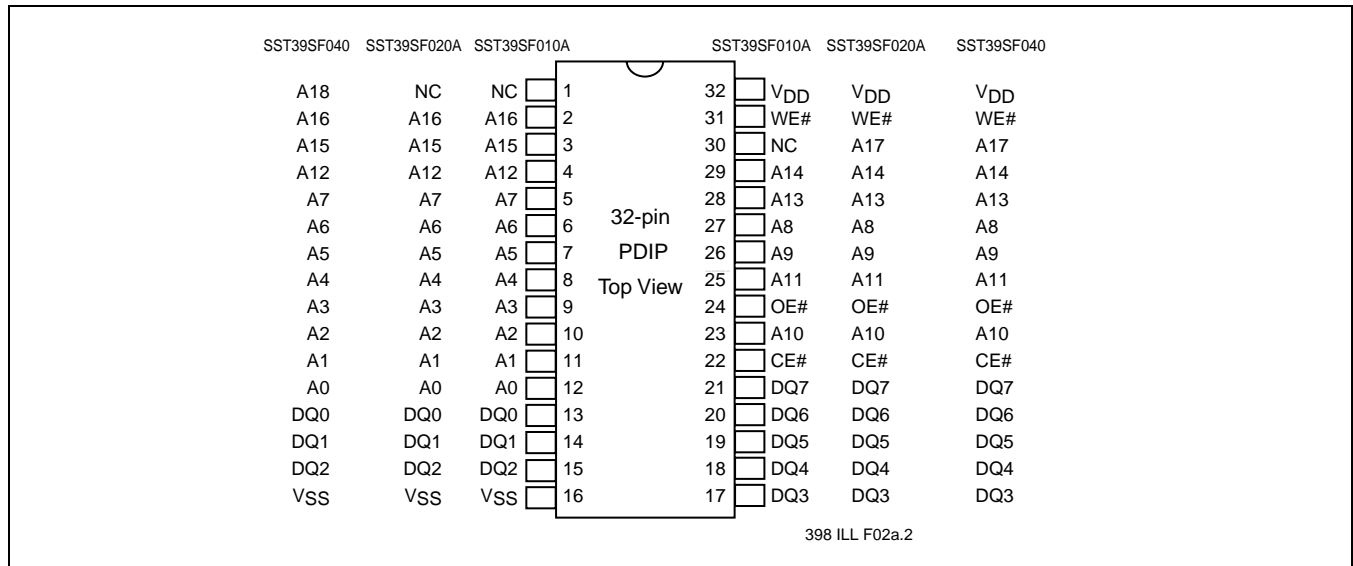 SST39SF040 SST39SF020A SST39SF010A SST39SF010A SST39SF020A SST39SF040
A18 NC NC 1 32 VDD VDD VDD
A16 A16 A16 2 31 WE# WE# WE#
A15 A15 A15 3 30 NC A17 A17
A12 A12 A12 4 29 A14 A14 A14
A7 A7 A7 5 28 A13 A13 A13
A6 A6 A6 6 32-pin 27 A8 A8 A8
A5 A5 A5 7 PDIP 26 A9 A9 A9
A4 A4 A4 8 Top View 25 A11 A11 A11
A3 A3 A3 9 24 OE# OE# OE#
A2 A2 A2 10 23 A10 A10 A10
A1 A1 A1 11 22 CE# CE# CE#
A0 A0 A0 12 21 DQ7 DQ7 DQ7
DQ0 DQ0 DQ0 13 20 DQ6 DQ6 DQ6
DQ1 DQ1 DQ1 14 19 DQ5 DQ5 DQ5
DQ2 DQ2 DQ2 15 18 DQ4 DQ4 DQ4
VSS VSS VSS 16 17 DQ3 DQ3 DQ3
398 ILL F02a.2